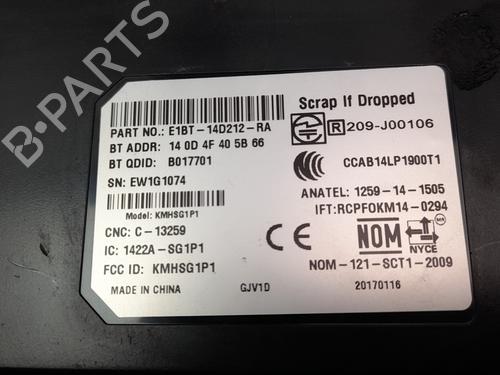 B-PARTS
Scrap If Dropped
PART NO.: E1BT-14D212-RA
R 209-J00106
BT ADDR: 14 0D 4F 40 5B 66
BT QDID: B017701
CCAB14LP1900T1
SN: EW1G1074
ANATEL: 1259-14-1505
Model: KMHSG1P1
IFT:RCPFOKM14-0294
CNC: C-13259
CE
NOM
NYCE
IC: 1422A-SG1P1
FCC ID: KMHSG1P1
NOM-121-SCT1-2009
MADE IN CHINA
GJV1D
20170116